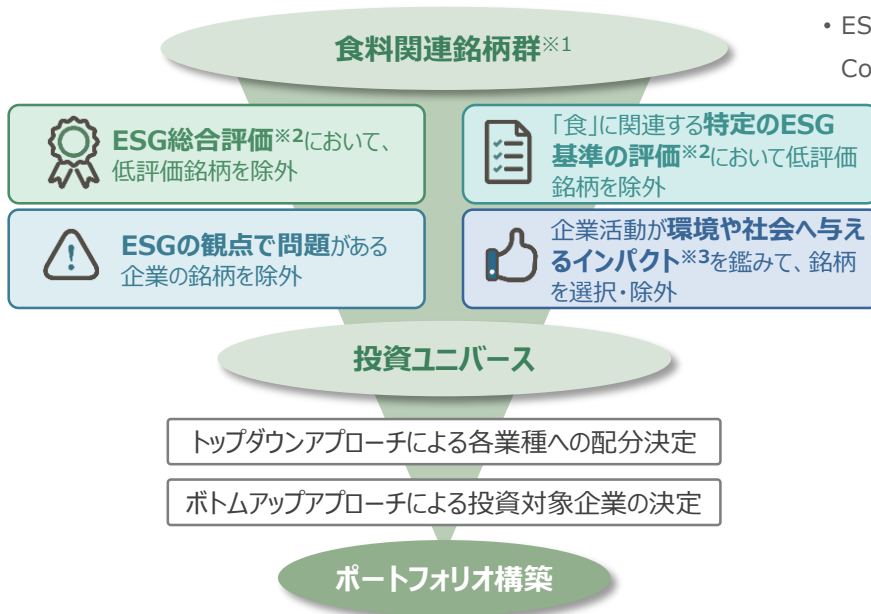 食料関連銘柄群※1
• ES
Co
ESG総合評価※2において、
低評価銘柄を除外
「食」に関連する特定のESG
基準の評価※2において低評価
銘柄を除外
ESGの観点で問題がある
企業の銘柄を除外
企業活動が環境や社会へ与え
るインパクト※3を鑑みて、銘柄
を選択・除外
投資ユニバース
トップダウンアプローチによる各業種への配分決定
ボトムアップアプローチによる投資対象企業の決定
ポートフォリオ構築